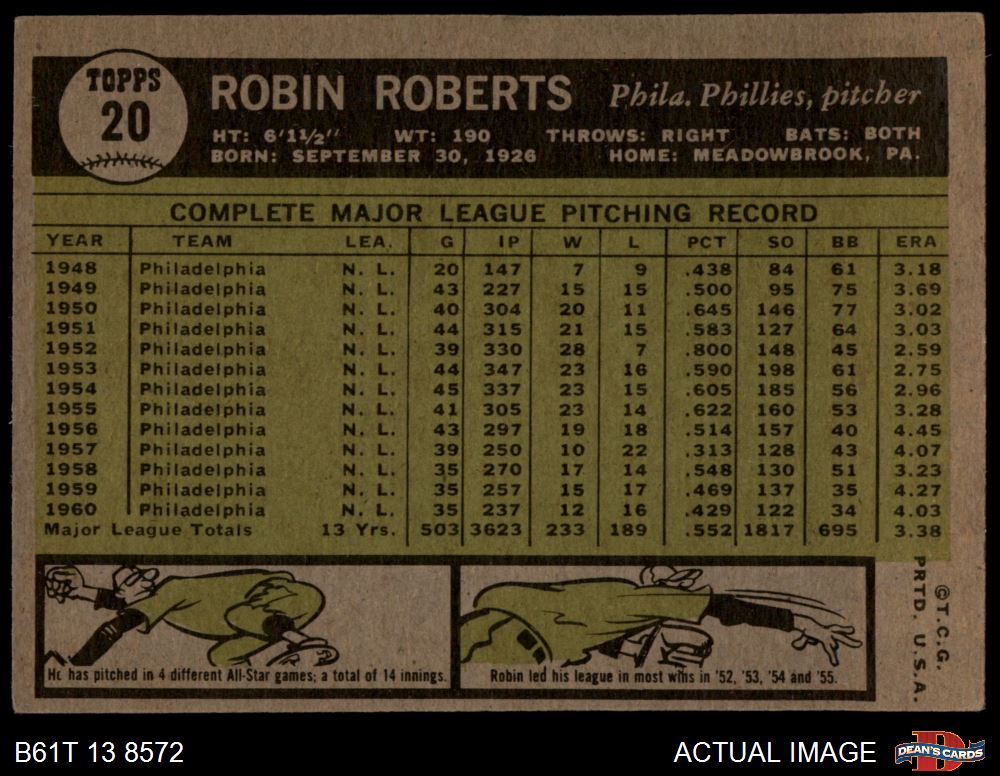 TOPPS
20
ROBIN ROBERTS Phila. Phillies, pitcher
HT: 6'11/2" WT: 190 THROWS: RIGHT BATS: BOTH
BORN: SEPTEMBER 30, 1926 HOME: MEADOWBROOK, PA.
COMPLETE MAJOR LEAGUE PITCHING RECORD
YEAR TEAM LEA. G IP W L PCT SO BB ERA
1948 Philadelphia N. L. 20 147 7 9 .438 84 61 3.18
1949 Philadelphia N. L. 43 227 15 15 .500 95 75 3.69
1950 Philadelphia N. L. 40 304 20 11 .645 146 77 3.02
1951 Philadelphia N. L. 44 315 21 15 .583 127 64 3.03
1952 Philadelphia N. L. 39 330 28 7 .800 148 45 2.59
1953 Philadelphia N. L. 44 347 23 16 .590 198 61 2.75
1954 Philadelphia N. L. 45 337 23 15 .605 185 56 2.96
1955 Philadelphia N. L. 41 305 23 14 .622 160 53 3.28
1956 Philadelphia N. L. 43 297 19 18 .514 157 40 4.45
1957 Philadelphia N. L. 39 250 10 22 .313 128 43 4.07
1958 Philadelphia N. L. 35 270 17 14 .548 130 51 3.23
1959 Philadelphia N. L. 35 257 15 17 .469 137 35 4.27
1960 Philadelphia N. L. 35 237 12 16 .429 122 34 4.03
Major League Totals 13 Yrs. 503 3623 233 189 .552 1817 695 3.38
He has pitched in 4 different All-Star games; a total of 14 innings.
Robin led his league in most wins in '52, '53, '54 and '55.
©T.C.G.
PRTD. U.S.A.
B61T 13 8572
ACTUAL IMAGE
D
DEAN'S CARDS